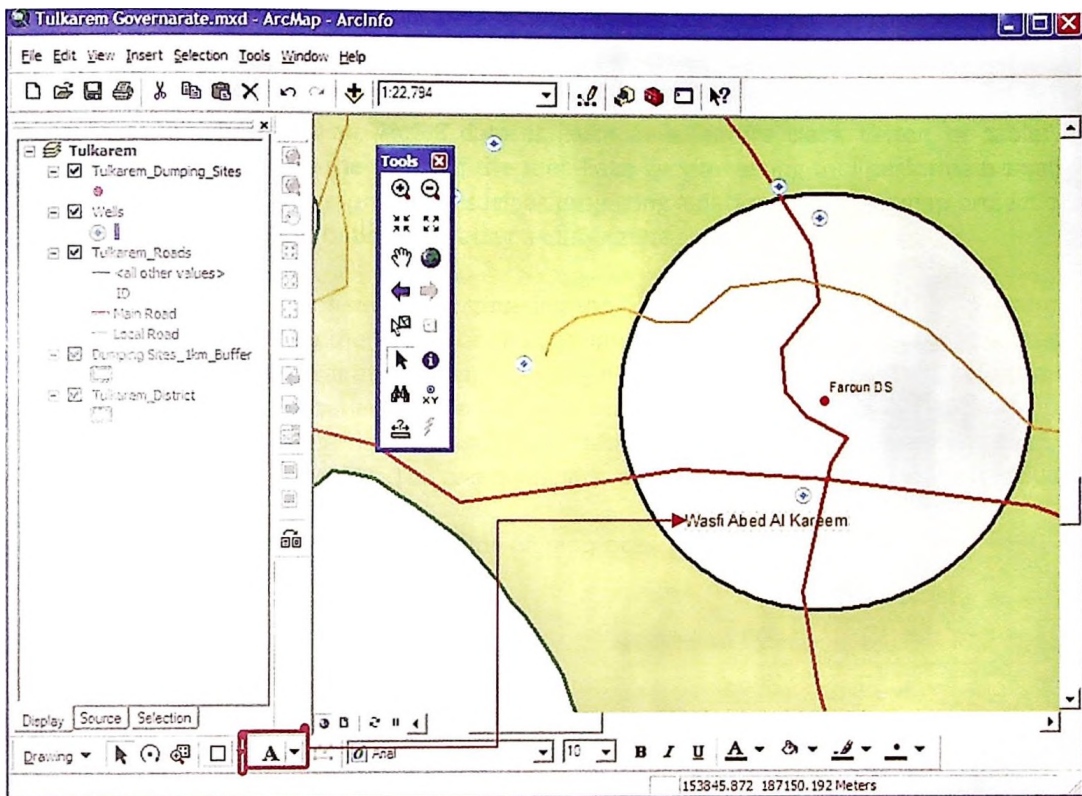 Tulkarem Governarate.mxd - ArcMap - ArcInfo
File Edit View Insert Selection Tools Window Help
1:22,794
Tulkarem
Tulkarem_Dumping_Sites
Wells
Tulkarem_Roads
<all other values>
ID
Main Road
Local Road
Dumping Sites_1km_Buffer
Tulkarem_District
Tools
XY
Faroun DS
Wasfi Abed Al Kareem
Display Source Selection
Drawing A Arial 10 B I U A
153845.872 187150.192 Meters